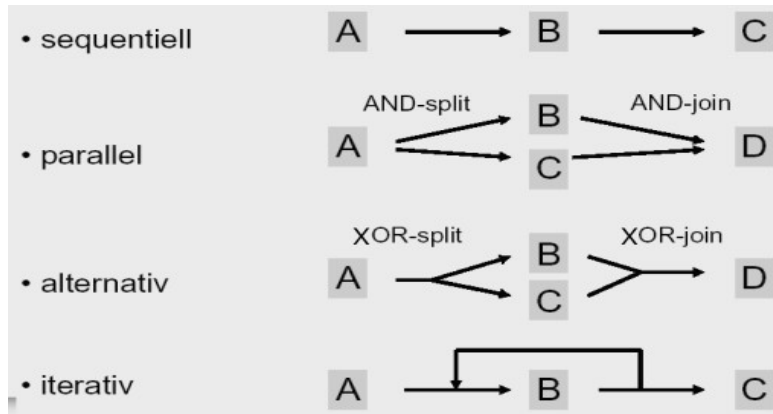 • sequentiell A B C
AND-split AND-join
B
• parallel A D
C
XOR-split XOR-join
B
• alternativ A D
C
• iterativ A B C